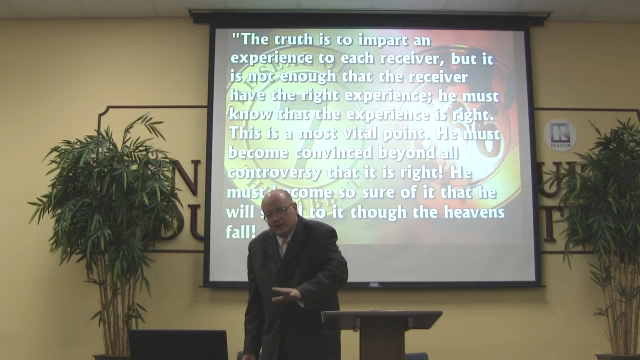 "The truth is to impart an
experience to each receiver, but it
is not enough that the receiver
have the right experience; he must
know that the experience is right.
This is a most vital point. He must
become convinced beyond all
controversy that it is right! He
must become so sure of it that he
will to it though the heavens
fall!
R
REALTOR